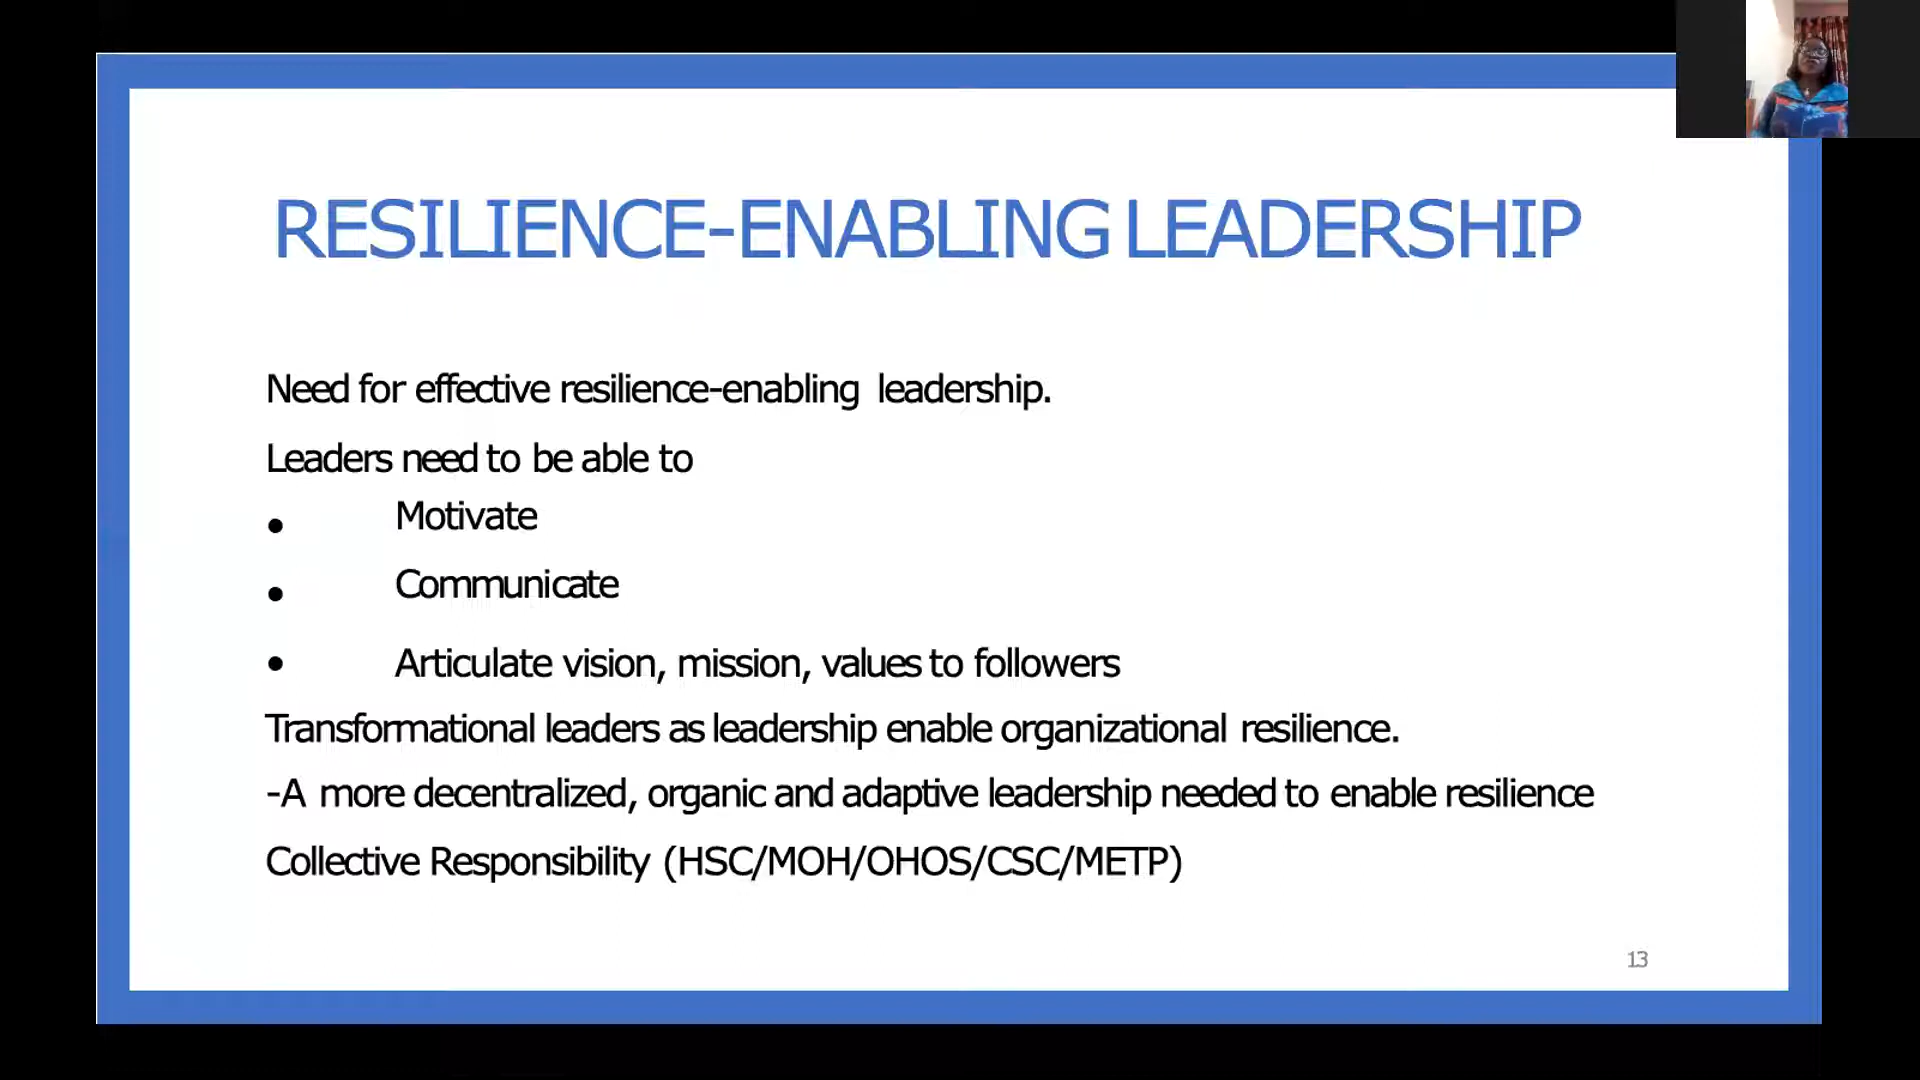 RESILIENCE-ENABLING LEADERSHIP
Need for effective resilience-enabling leadership.
Leaders need to be able to
• Motivate
• Communicate
• Articulate vision, mission, values to followers
Transformational leaders as leadership enable organizational resilience.
-A more decentralized, organic and adaptive leadership needed to enable resilience
Collective Responsibility (HSC/MOH/OHOS/CSC/METP)
13